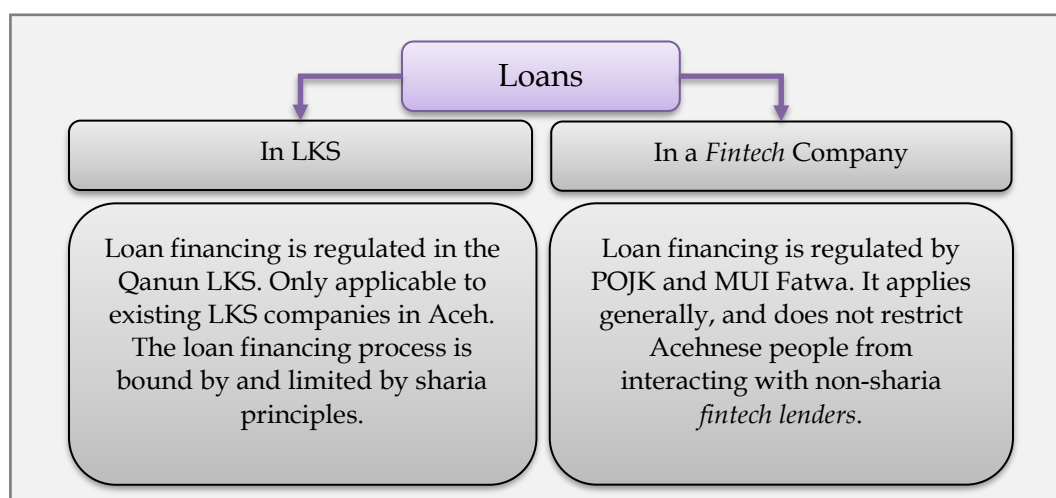 Loans
In LKS
In a Fintech Company
Loan financing is regulated in the
Qanun LKS. Only applicable to
existing LKS companies in Aceh.
The loan financing process is
bound by and limited by sharia
principles.
Loan financing is regulated by
POJK and MUI Fatwa. It applies
generally, and does not restrict
Acehnese people from
interacting with non-sharia
fintech lenders.